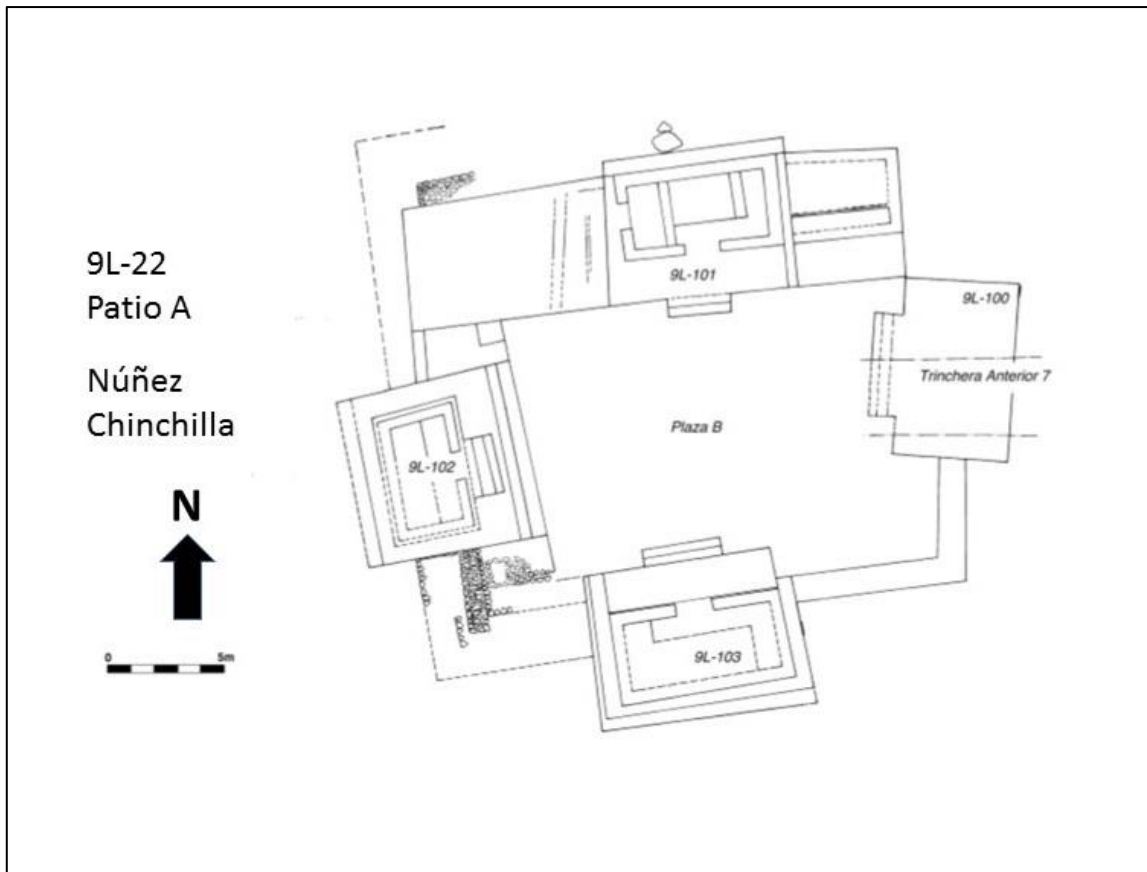 9L-22
Patio A
Núñez
Chinchilla
N
0 5m
9L-101
9L-100
Trinchera Anterior 7
Plaza B
9L-102
9L-103